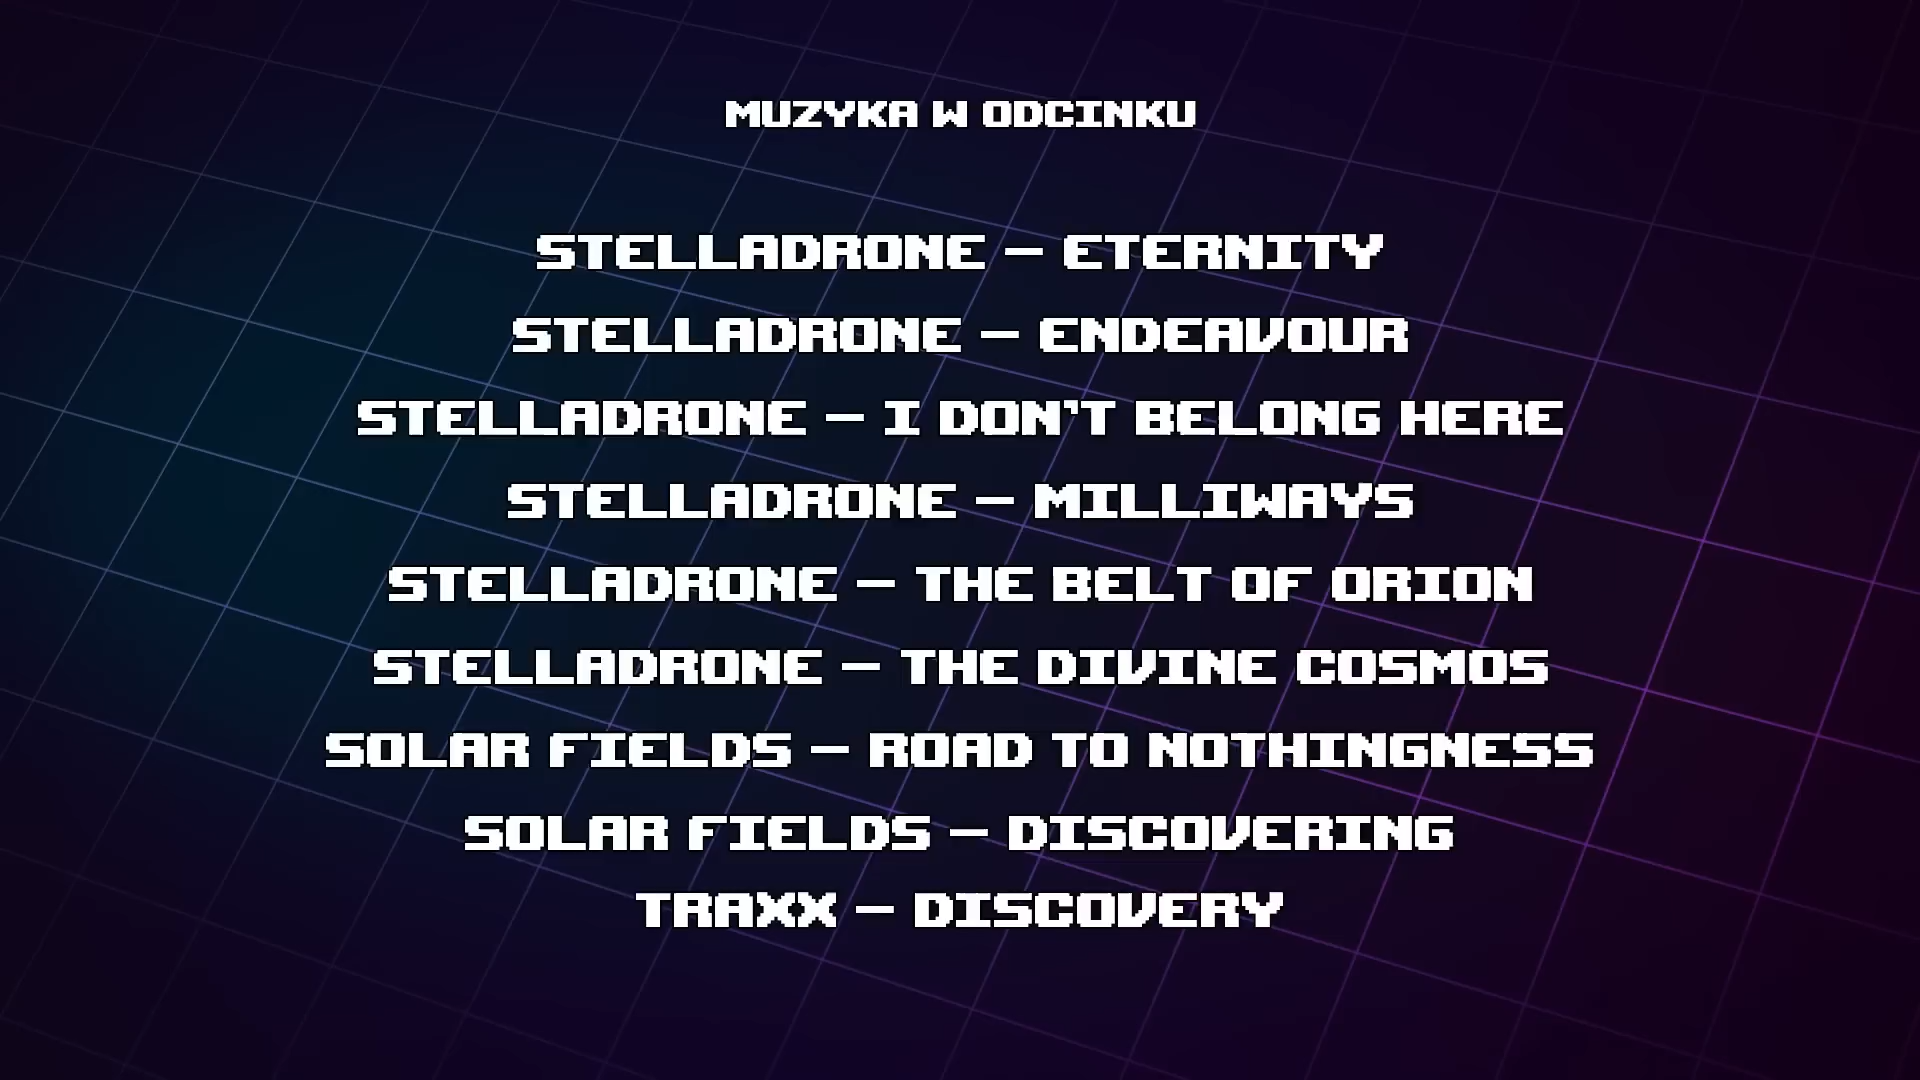 MUZYKA W ODCINKU
STELLADRONE – ETERNITY
STELLADRONE – ENDEAVOUR
STELLADRONE – I DON'T BELONG HERE
STELLADRONE – MILLIWAYS
STELLADRONE – THE BELT OF ORION
STELLADRONE – THE DIVINE COSMOS
SOLAR FIELDS – ROAD TO NOTHINGNESS
SOLAR FIELDS – DISCOVERING
TRAXX – DISCOVERY